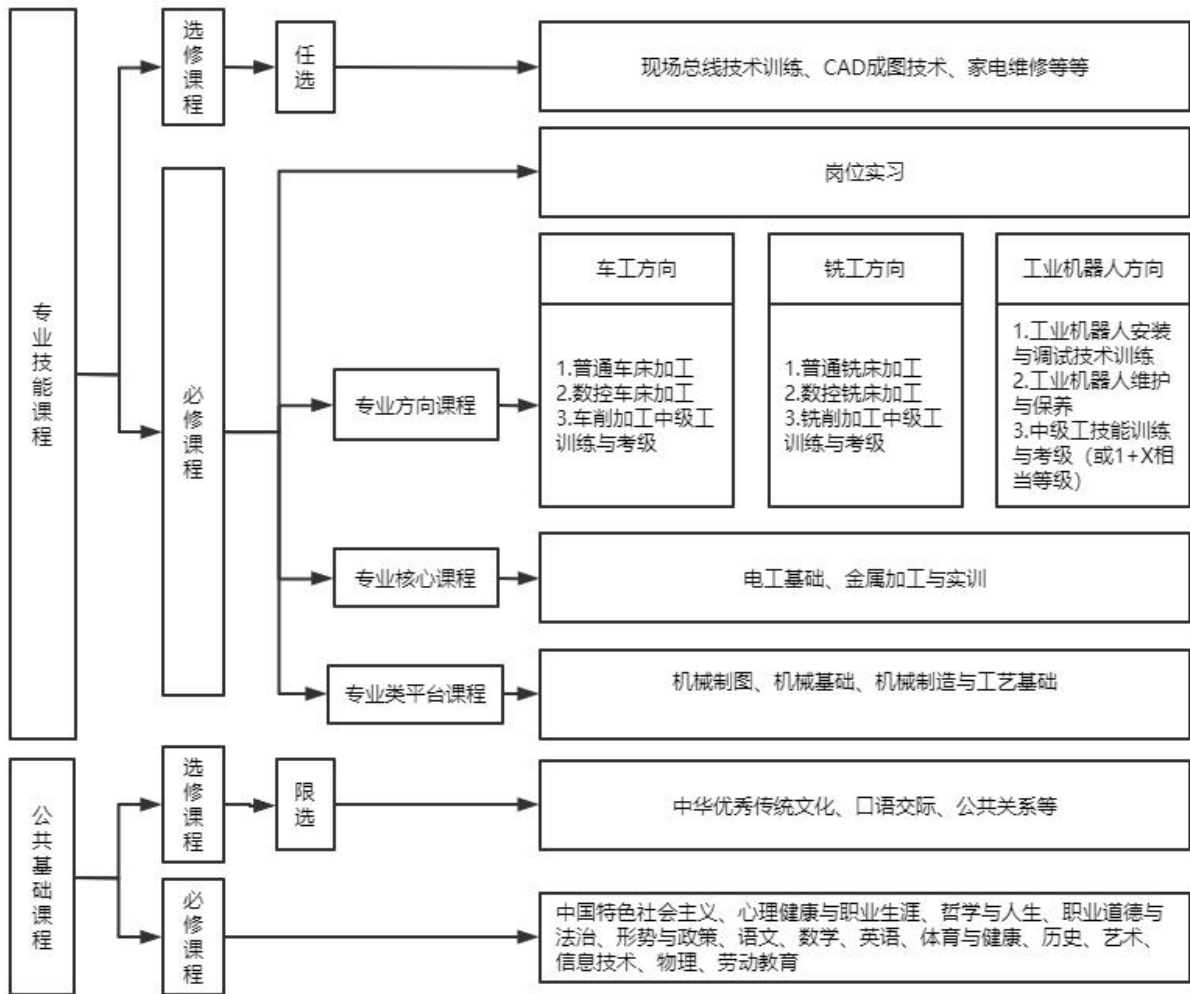 专业技能课程
选修课程
任选
现场总线技术训练、CAD成图技术、家电维修等等
必修课程
岗位实习
专业方向课程
车工方向
1.普通车床加工
2.数控车床加工
3.车削加工中级工
训练与考级
铣工方向
1.普通铣床加工
2.数控铣床加工
3.铣削加工中级工
训练与考级
工业机器人方向
1.工业机器人安装
与调试技术训练
2.工业机器人维护
与保养
3.中级工技能训练
与考级（或1+X相
当等级）
专业核心课程
电工基础、金属加工与实训
专业类平台课程
机械制图、机械基础、机械制造与工艺基础
公共基础课程
选修课程
限选
中华优秀传统文化、口语交际、公共关系等
必修课程
中国特色社会主义、心理健康与职业生涯、哲学与人生、职业道德与
法治、形势与政策、语文、数学、英语、体育与健康、历史、艺术、
信息技术、物理、劳动教育